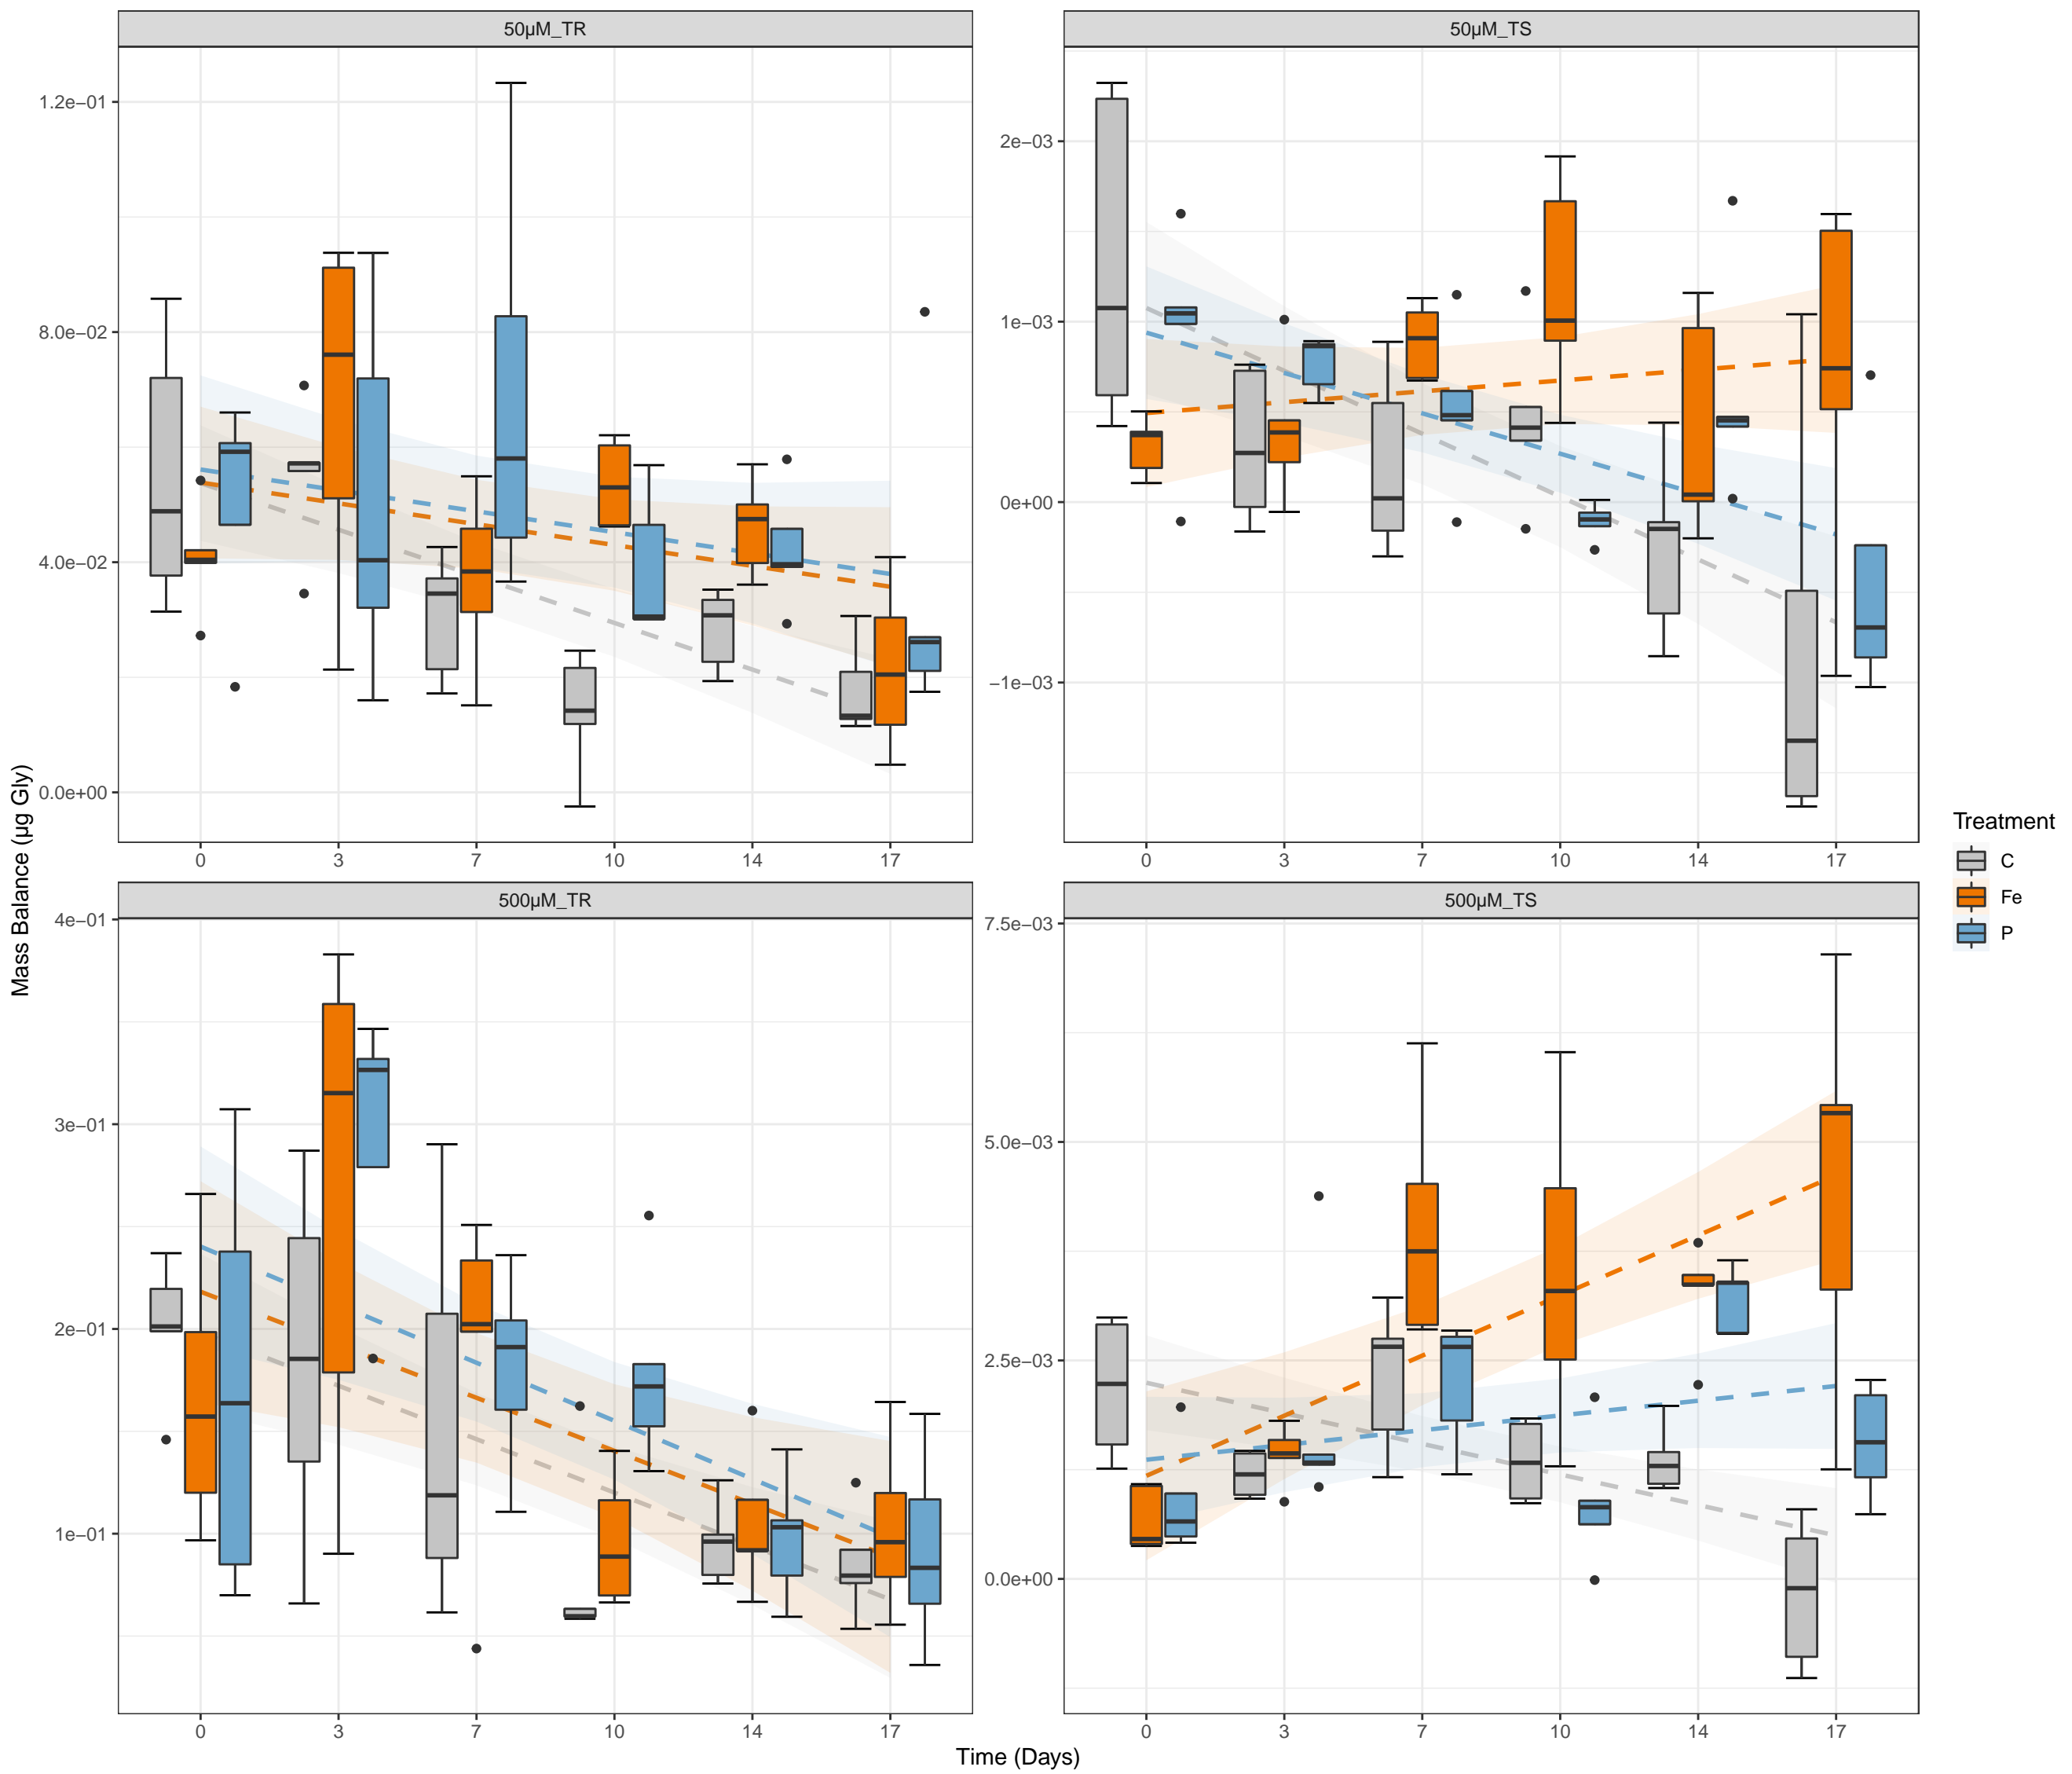 50µM_TR
50µM_TS
1.2e−01
8.0e−02
4.0e−02
0.0e+00
2e−03
1e−03
0e+00
−1e−03
0 3 7 10 14 17
0 3 7 10 14 17
Mass Balance (µg Gly)
Treatment
C
Fe
P
500µM_TR
500µM_TS
4e−01
3e−01
2e−01
1e−01
7.5e−03
5.0e−03
2.5e−03
0.0e+00
0 3 7 10 14 17
0 3 7 10 14 17
Time (Days)